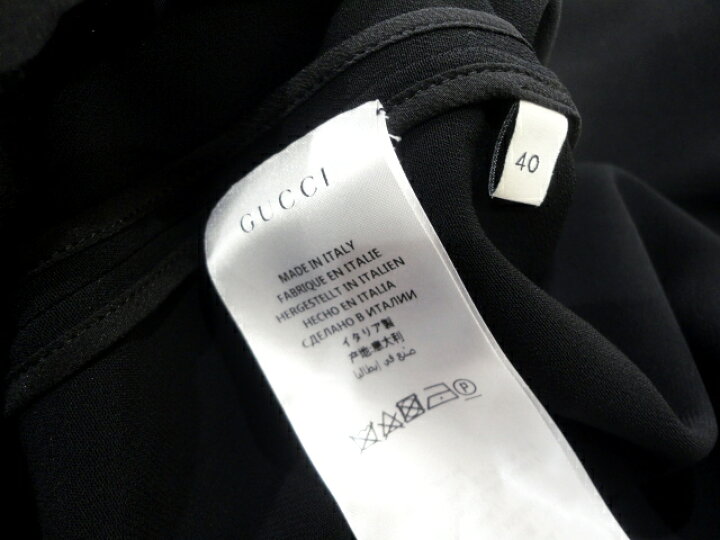 GUCCI
MADE IN ITALY
FABRIQUE EN ITALIE
HERGESTELLT IN ITALIEN
HECHO EN ITALIA
СДЕЛАНО В ИТАЛИИ
イタリア製
产地:意大利
صنع في إيطاليا
P
40